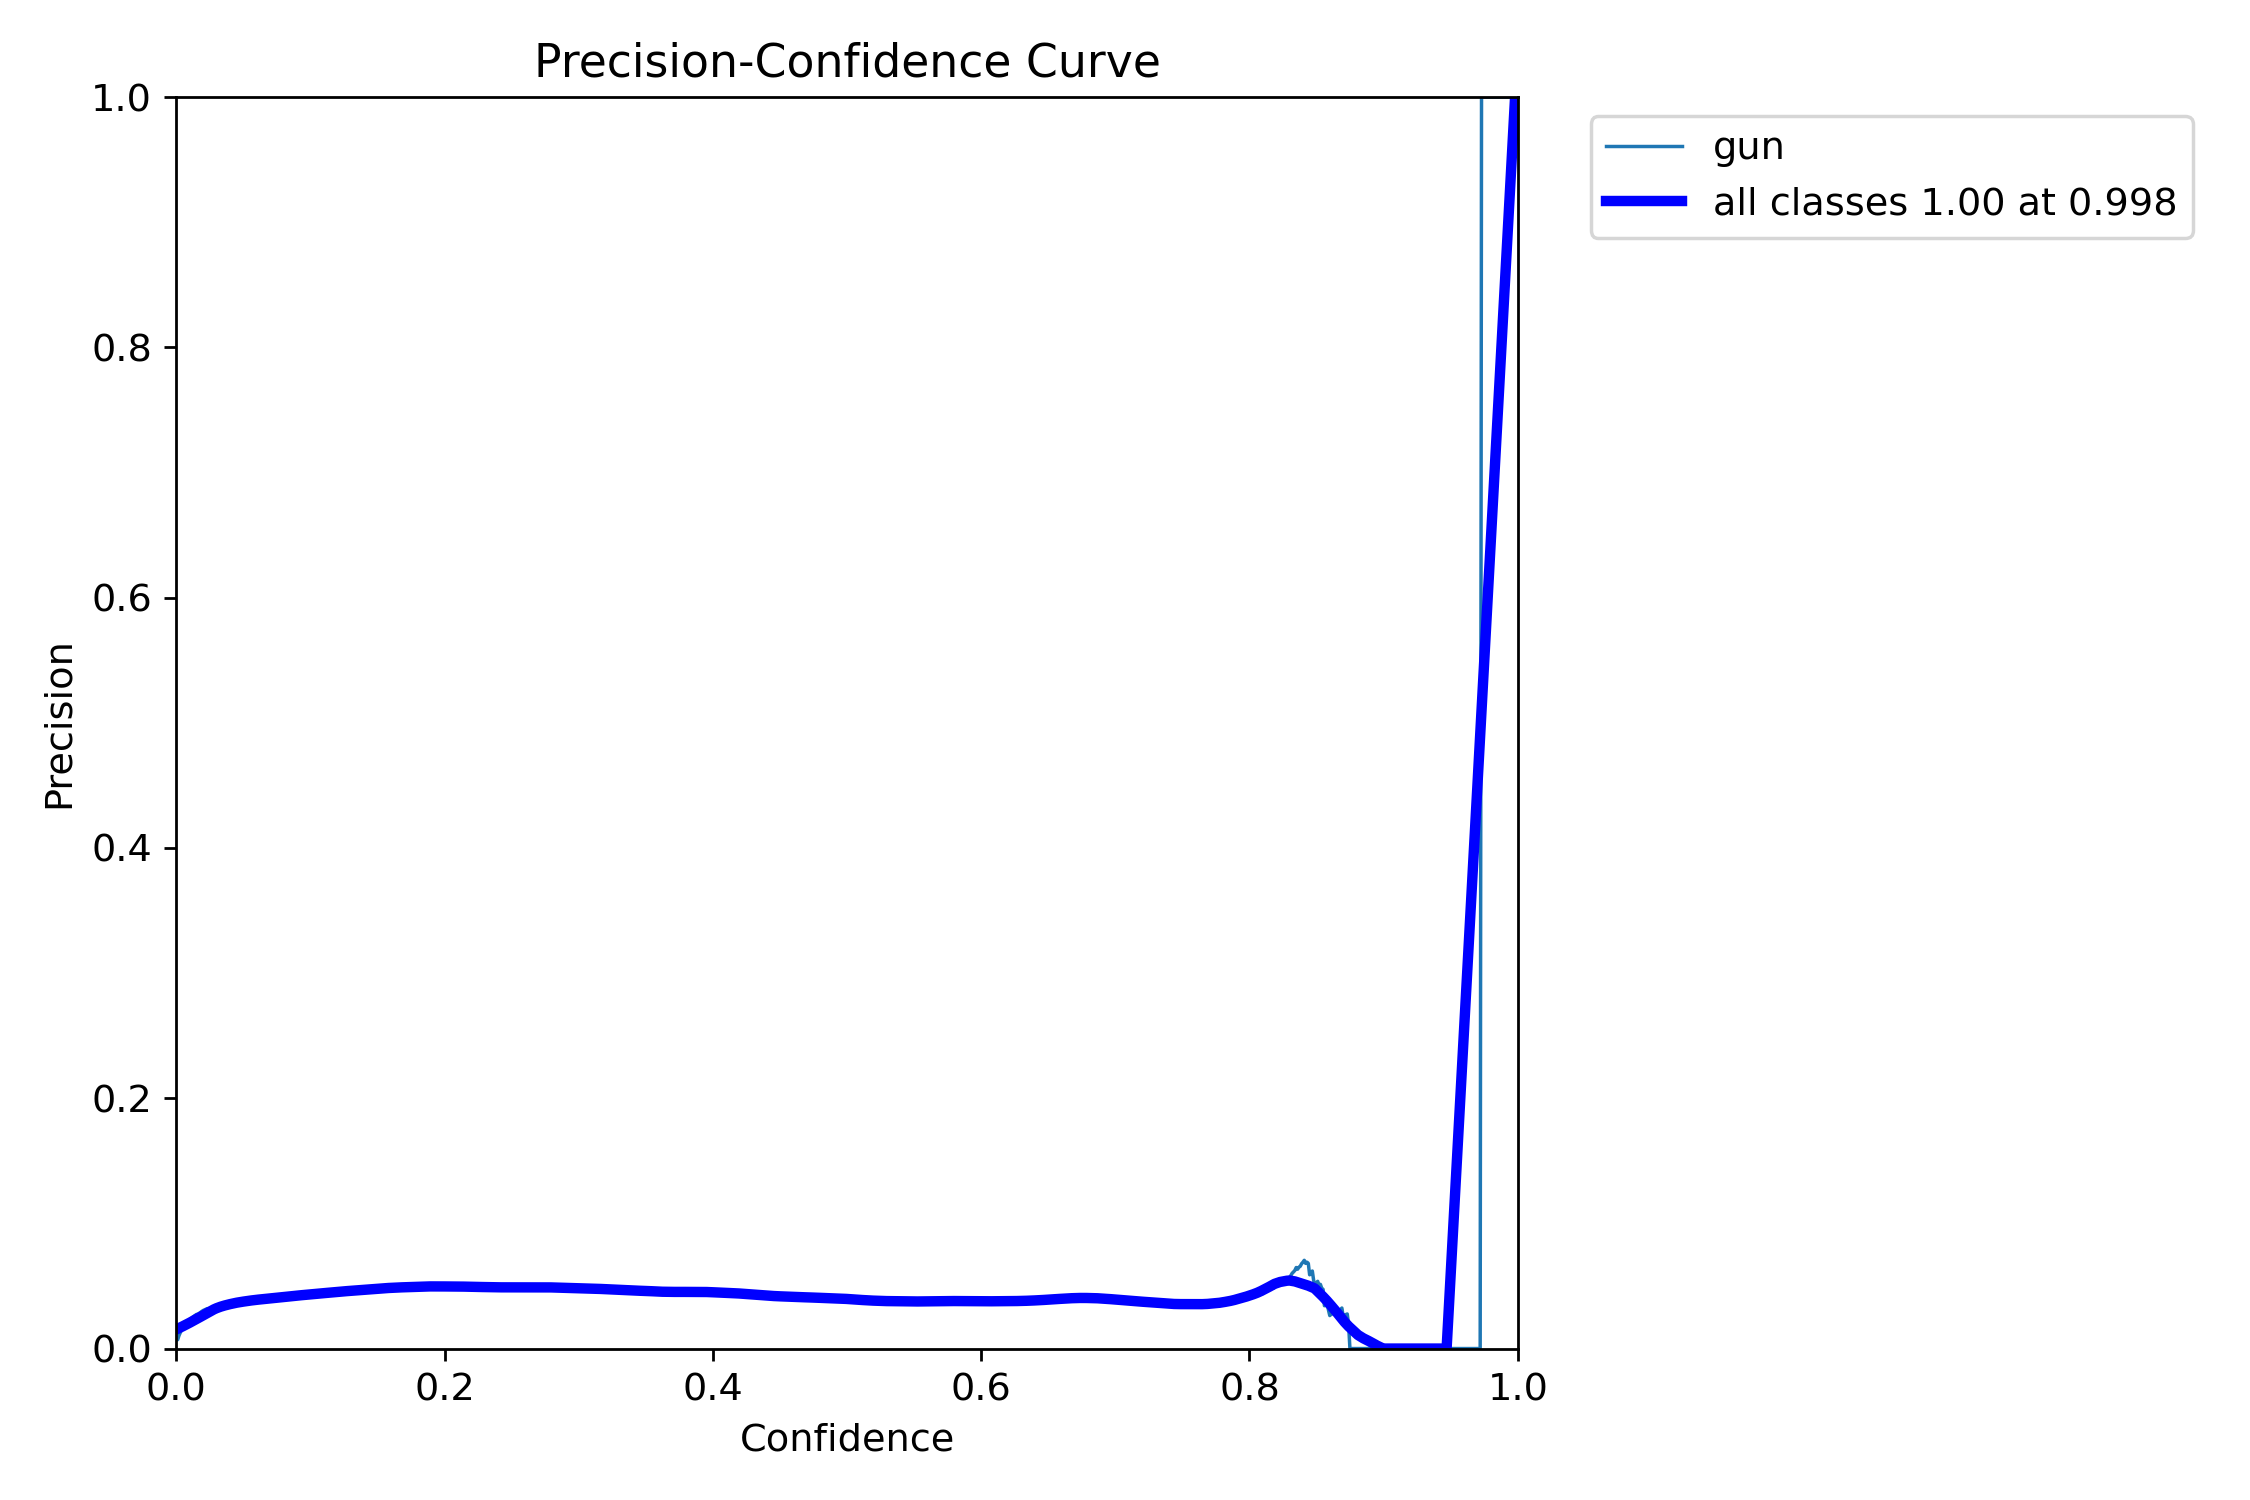 Precision-Confidence Curve
1.0
0.8
0.6
0.4
0.2
0.0
Precision
0.0 0.2 0.4 0.6 0.8 1.0
Confidence
gun
all classes 1.00 at 0.998